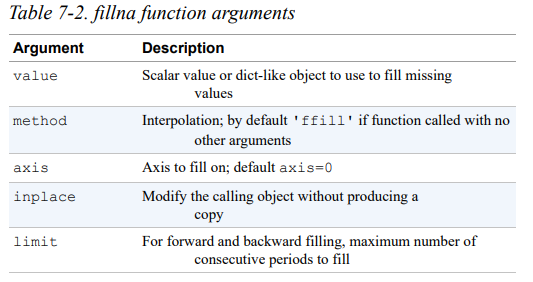 Table 7-2. fillna function arguments
Argument Description
value Scalar value or dict-like object to use to fill missing
values
method Interpolation; by default 'ffill' if function called with no
other arguments
axis Axis to fill on; default axis=0
inplace Modify the calling object without producing a
copy
limit For forward and backward filling, maximum number of
consecutive periods to fill